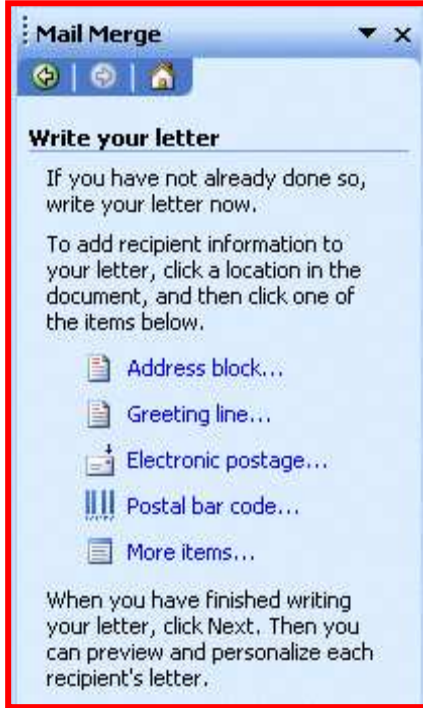 Mail Merge
Write your letter
If you have not already done so,
write your letter now.
To add recipient information to
your letter, click a location in the
document, and then click one of
the items below.
Address block...
Greeting line...
Electronic postage...
Postal bar code...
More items...
When you have finished writing
your letter, click Next. Then you
can preview and personalize each
recipient's letter.